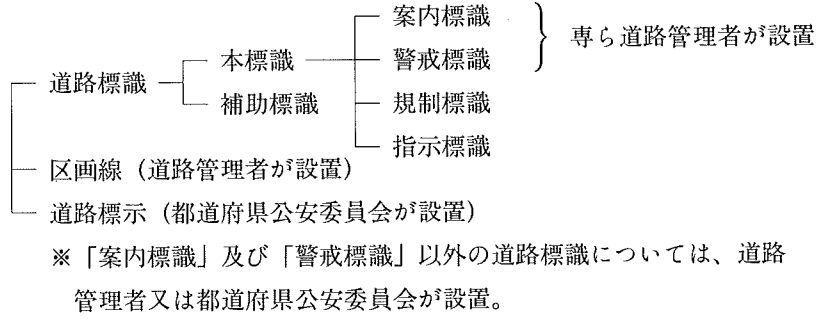 案内標識
専ら道路管理者が設置
本標識
警戒標識
道路標識
補助標識
規制標識
指示標識
区画線(道路管理者が設置)
道路標示(都道府県公安委員会が設置)
※「案内標識」及び「警戒標識」以外の道路標識については、道路
管理者又は都道府県公安委員会が設置。